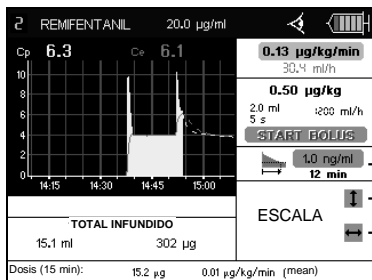 2 REMIFENTANIL 20.0 µg/ml
Cp 6.3 Ce 6.1
10
8
6
4
2
0
14:15 14:30 14:45 15:00
0.13 µg/kg/min
30.4 ml/h
0.50 µg/kg
2.0 ml 1200 ml/h
5 s
START BOLUS
1.0 ng/ml
12 min
ESCALA
TOTAL INFUNDIDO
15.1 ml 302 µg
Dosis (15 min): 15.2 µg 0.01 µg/kg/min (mean)